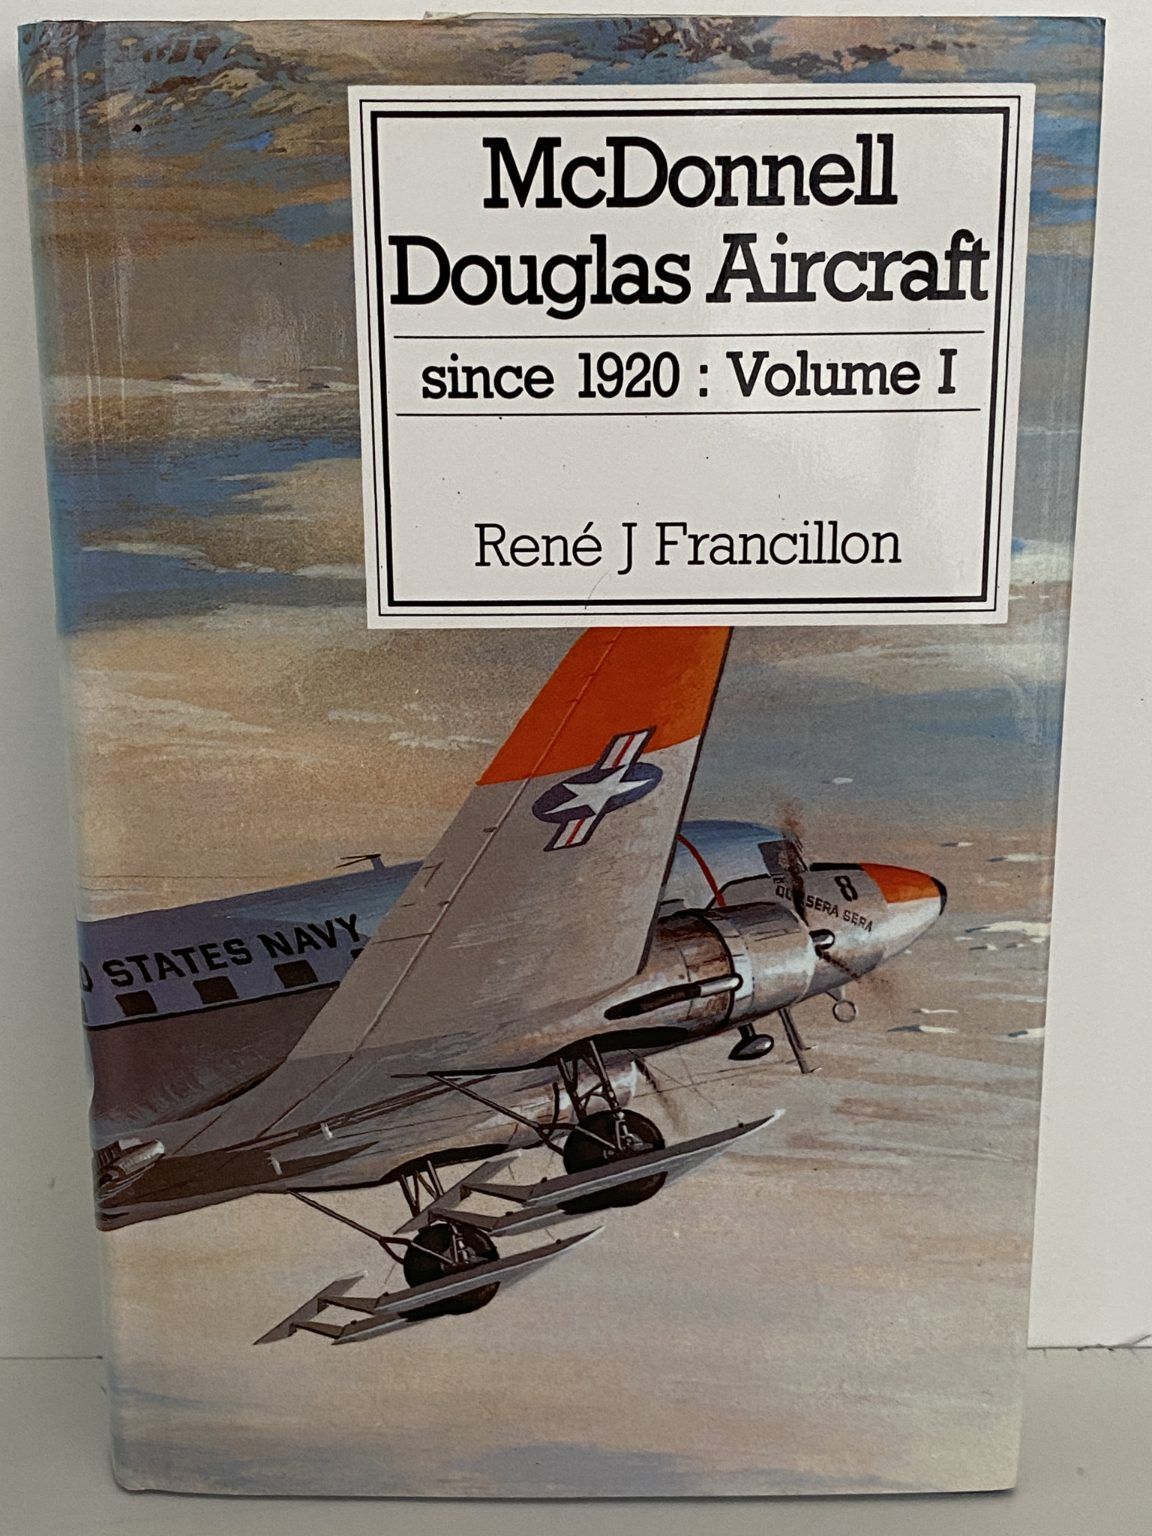 McDonnell
Douglas Aircraft
since 1920 : Volume I
René J Francillon
8
SERA SERA
STATES NAVY